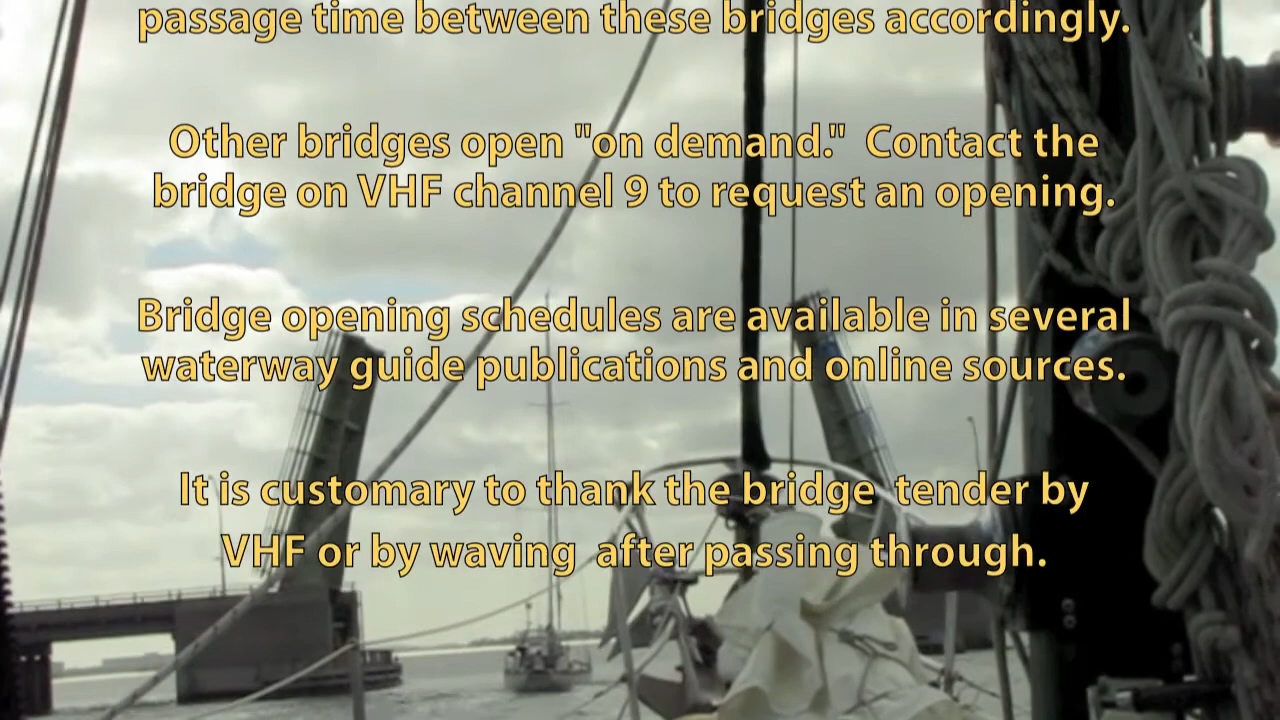 passage time between these bridges accordingly.
Other bridges open "on demand."  Contact the
bridge on VHF channel 9 to request an opening.
Bridge opening schedules are available in several
waterway guide publications and online sources.
It is customary to thank the bridge  tender by
VHF or by waving  after passing through.